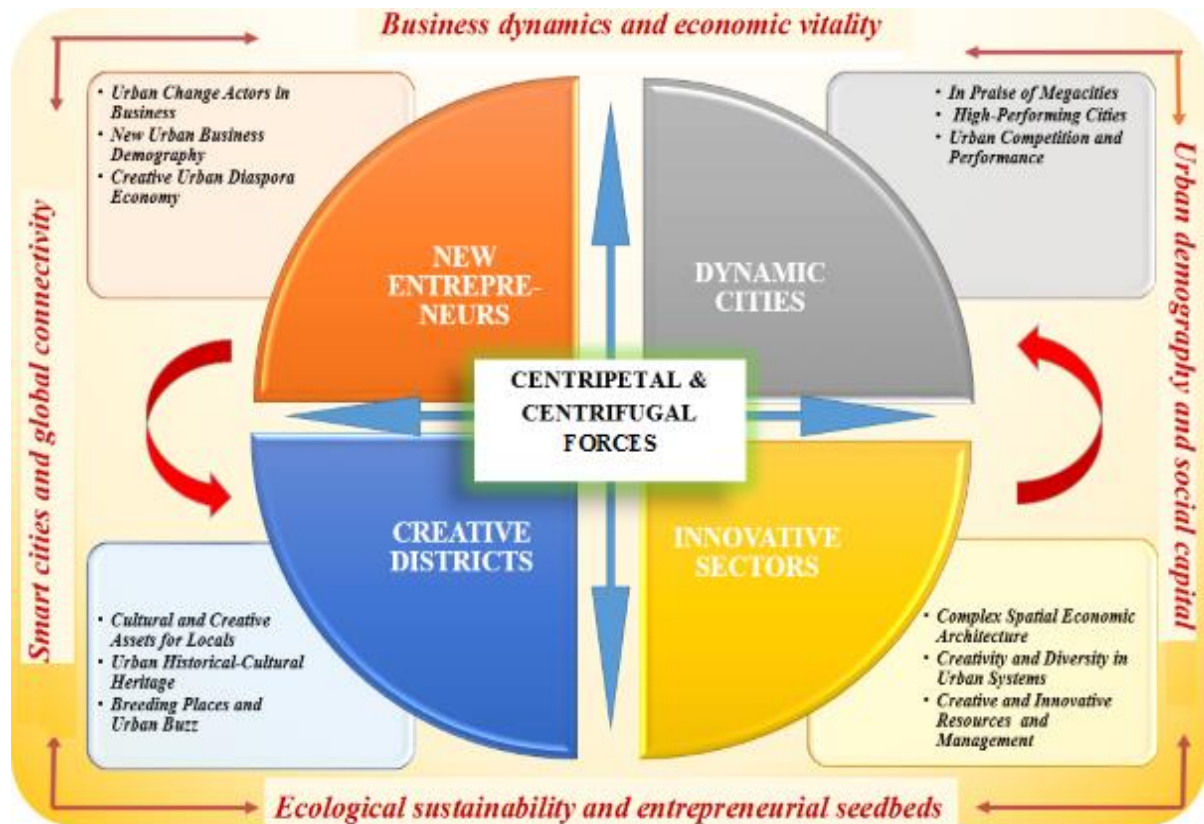 Business dynamics and economic vitality
• Urban Change Actors in
Business
• New Urban Business
Demography
• Creative Urban Diaspora
Economy
• In Praise of Megacities
• High-Performing Cities
• Urban Competition and
Performance
Smart cities and global connectivity
Urban demography and social capital
NEW
ENTREPRE-
NEURS
DYNAMIC
CITIES
CENTRIPETAL &
CENTRIFUGAL
FORCES
CREATIVE
DISTRICTS
INNOVATIVE
SECTORS
• Cultural and Creative
Assets for Locals
• Urban Historical-Cultural
Heritage
• Breeding Places and
Urban Buzz
• Complex Spatial Economic
Architecture
• Creativity and Diversity in
Urban Systems
• Creative and Innovative
Resources and
Management
Ecological sustainability and entrepreneurial seedbeds